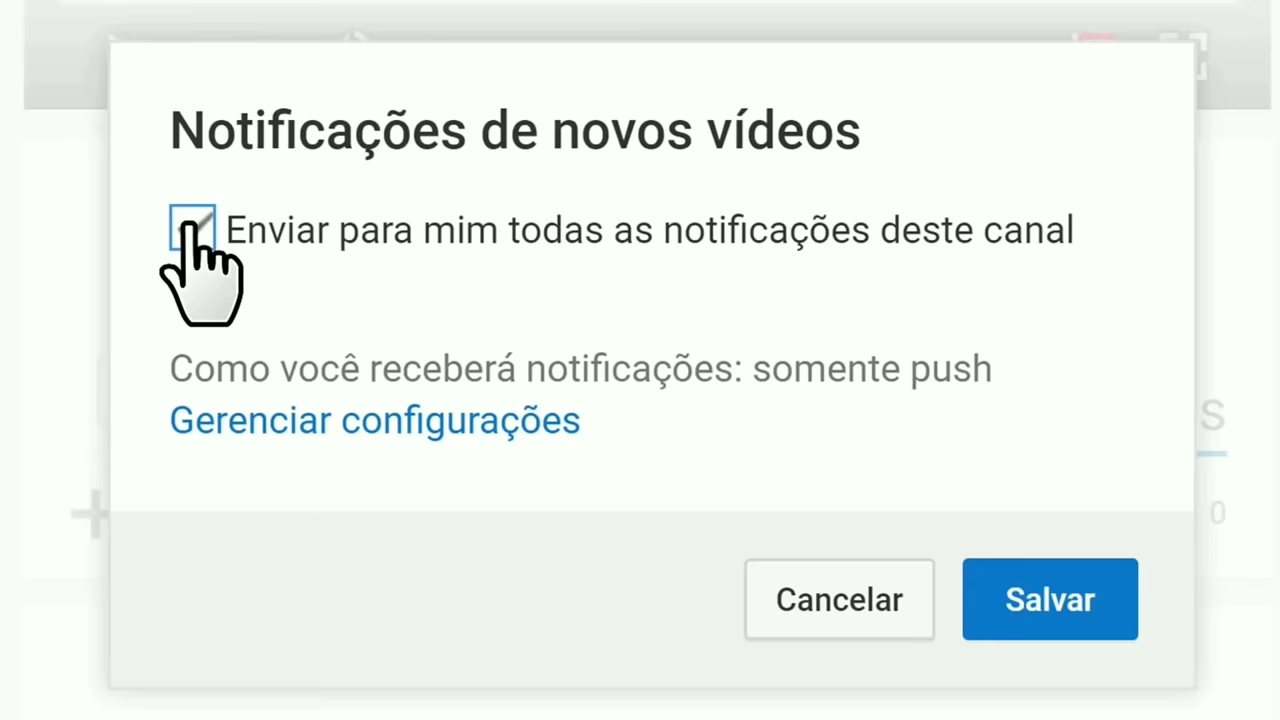 Notificações de novos vídeos
Enviar para mim todas as notificações deste canal
Como você receberá notificações: somente push
Gerenciar configurações
S
0
Cancelar
Salvar